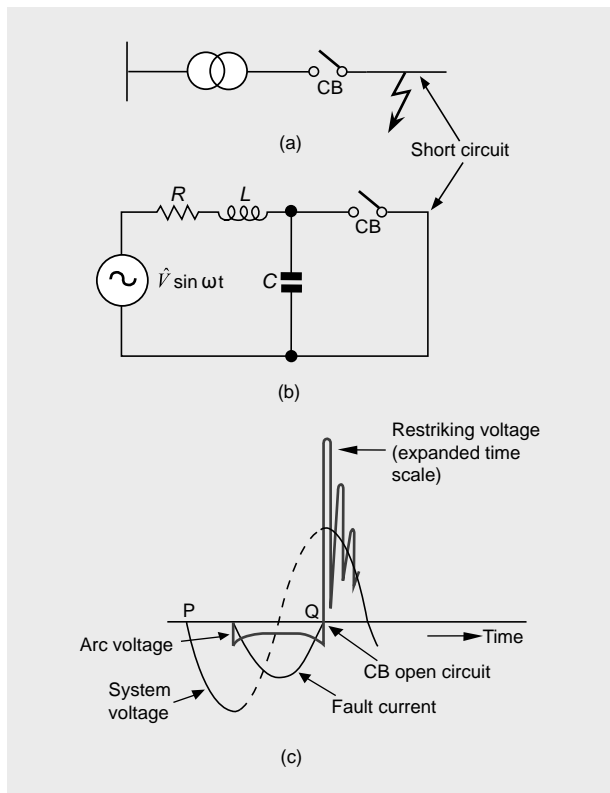 CB
(a)
Short circuit
R
L
CB
V̂ sin ωt
C
(b)
Restriking voltage
(expanded time
scale)
P
Q
Arc voltage
Time
CB open circuit
System
voltage
Fault current
(c)